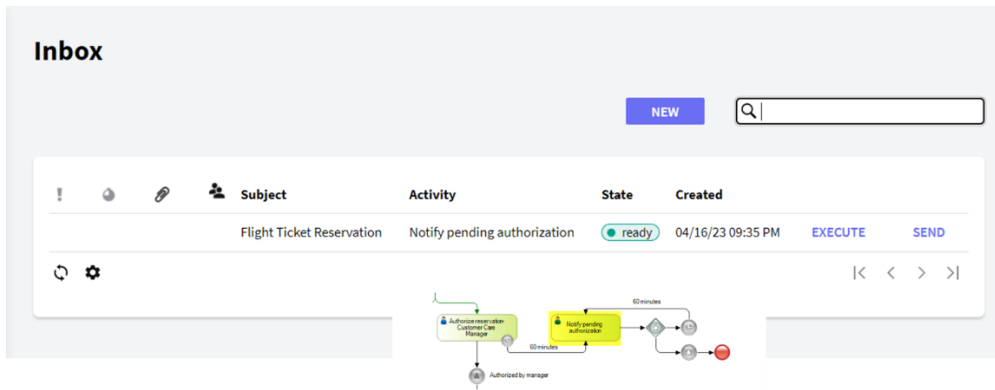 Inbox
NEW
Subject Activity State Created
Flight Ticket Reservation Notify pending authorization ready 04/16/23 09:35 PM EXECUTE SEND
60 minutes
Authorize reservation-
Customer Care
Manager
Notify pending
authorization
60 minutes
Authorized by manager